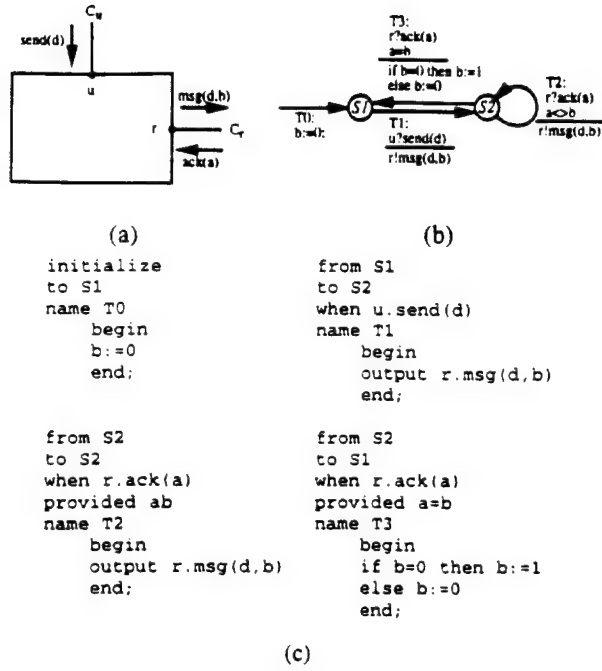 C_u
send(d)
u
msg(d,b)
r
C_r
ack(a)
(a)
T3:
r?ack(a)
a=b
if b=0 then b:=1
else b:=0
S1
S2
T0:
b:=0;
T1:
u?send(d)
r!msg(d,b)
T2:
r?ack(a)
a<>b
r!msg(d,b)
(b)
initialize
to S1
name T0
begin
b:=0
end;
from S1
to S2
when u.send(d)
name T1
begin
output r.msg(d,b)
end;
from S2
to S2
when r.ack(a)
provided ab
name T2
begin
output r.msg(d,b)
end;
from S2
to S1
when r.ack(a)
provided a=b
name T3
begin
if b=0 then b:=1
else b:=0
end;
(c)